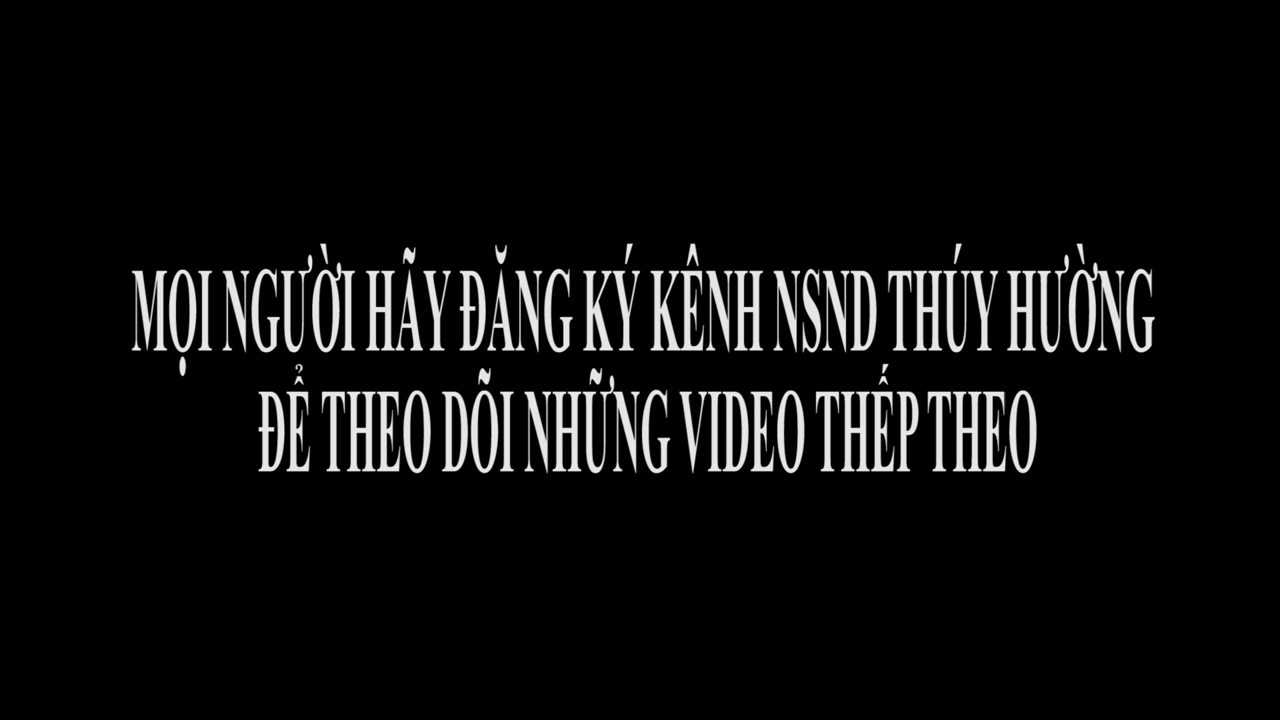 MỌI NGƯỜI HÃY ĐĂNG KÝ KÊNH NSND THÚY HƯỜNG
ĐỂ THEO DÕI NHỮNG VIDEO THẾP THEO